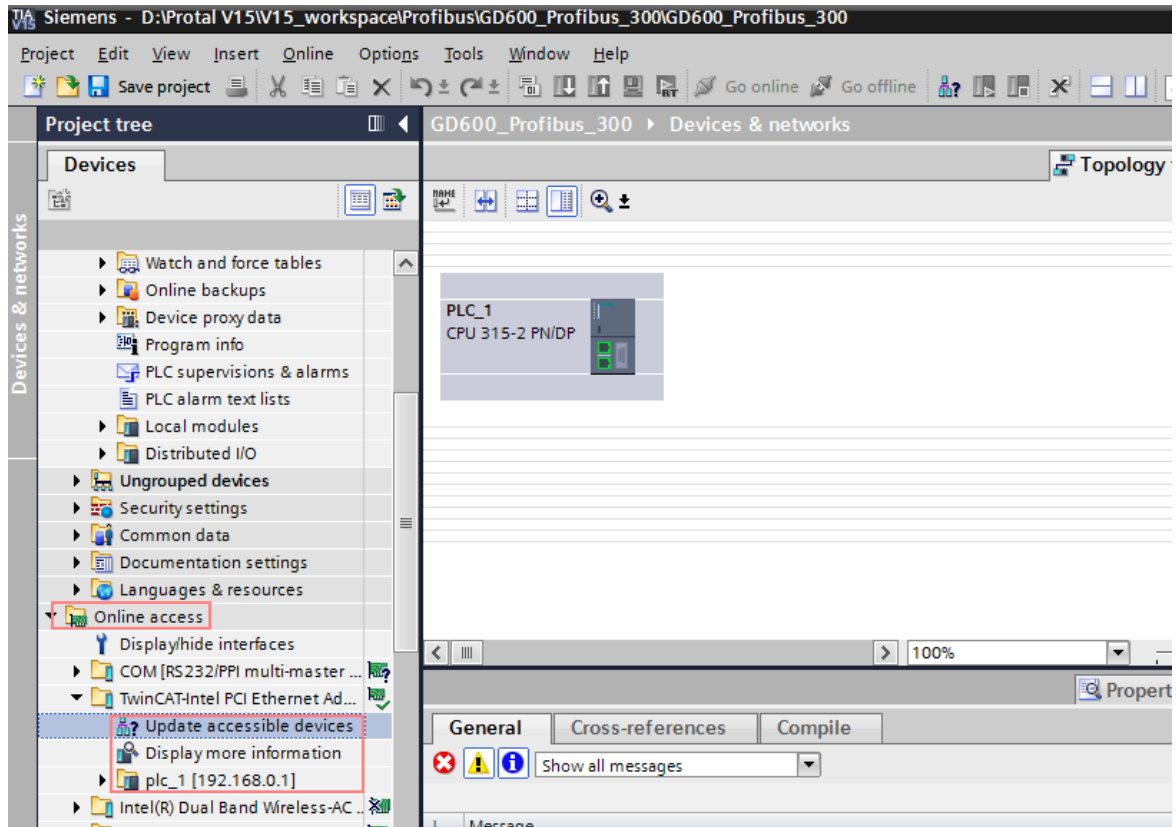 TIA V15 Siemens - D:\Protal V15\V15_workspace\Profibus\GD600_Profibus_300\GD600_Profibus_300
Project Edit View Insert Online Options Tools Window Help
Save project Go online Go offline
Project tree
GD600_Profibus_300 ▸ Devices & networks
Devices
Topology
NAME
Devices & networks
Watch and force tables
Online backups
Device proxy data
Program info
PLC supervisions & alarms
PLC alarm text lists
Local modules
Distributed I/O
Ungrouped devices
Security settings
Common data
Documentation settings
Languages & resources
Online access
Display/hide interfaces
COM [RS232/PPI multi-master ...
TwinCAT-Intel PCI Ethernet Ad...
Update accessible devices
Display more information
plc_1 [192.168.0.1]
Intel(R) Dual Band Wireless-AC ..
PLC_1
CPU 315-2 PN/DP
100%
Propert
General Cross-references Compile
Show all messages
Message